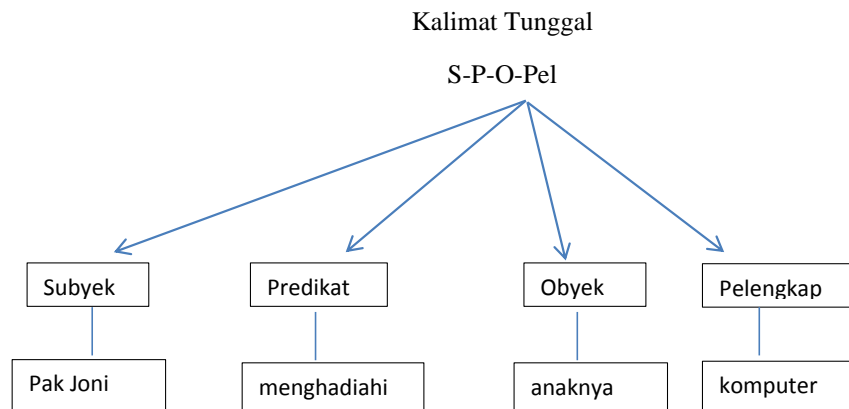 Kalimat Tunggal
S-P-O-Pel
Subyek Predikat Obyek Pelengkap
Pak Joni menghadiahi anaknya komputer